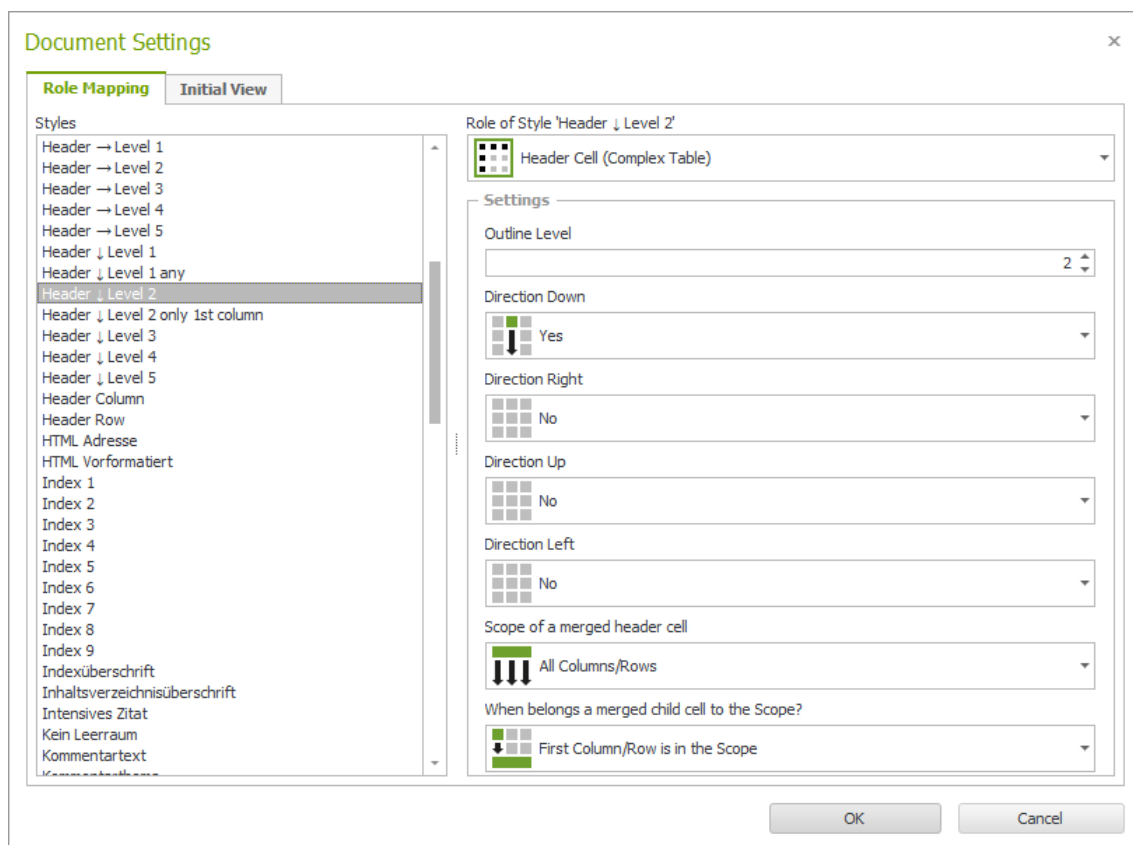 Document Settings
Role Mapping
Initial View
Styles
Header → Level 1
Header → Level 2
Header → Level 3
Header → Level 4
Header → Level 5
Header ↓ Level 1
Header ↓ Level 1 any
Header ↓ Level 2
Header ↓ Level 2 only 1st column
Header ↓ Level 3
Header ↓ Level 4
Header ↓ Level 5
Header Column
Header Row
HTML Adresse
HTML Vorformatiert
Index 1
Index 2
Index 3
Index 4
Index 5
Index 6
Index 7
Index 8
Index 9
Indexüberschrift
Inhaltsverzeichnisüberschrift
Intensives Zitat
Kein Leerraum
Kommentartext
Role of Style 'Header ↓ Level 2'
Header Cell (Complex Table)
Settings
Outline Level
2
Direction Down
Yes
Direction Right
No
Direction Up
No
Direction Left
No
Scope of a merged header cell
All Columns/Rows
When belongs a merged child cell to the Scope?
First Column/Row is in the Scope
OK
Cancel